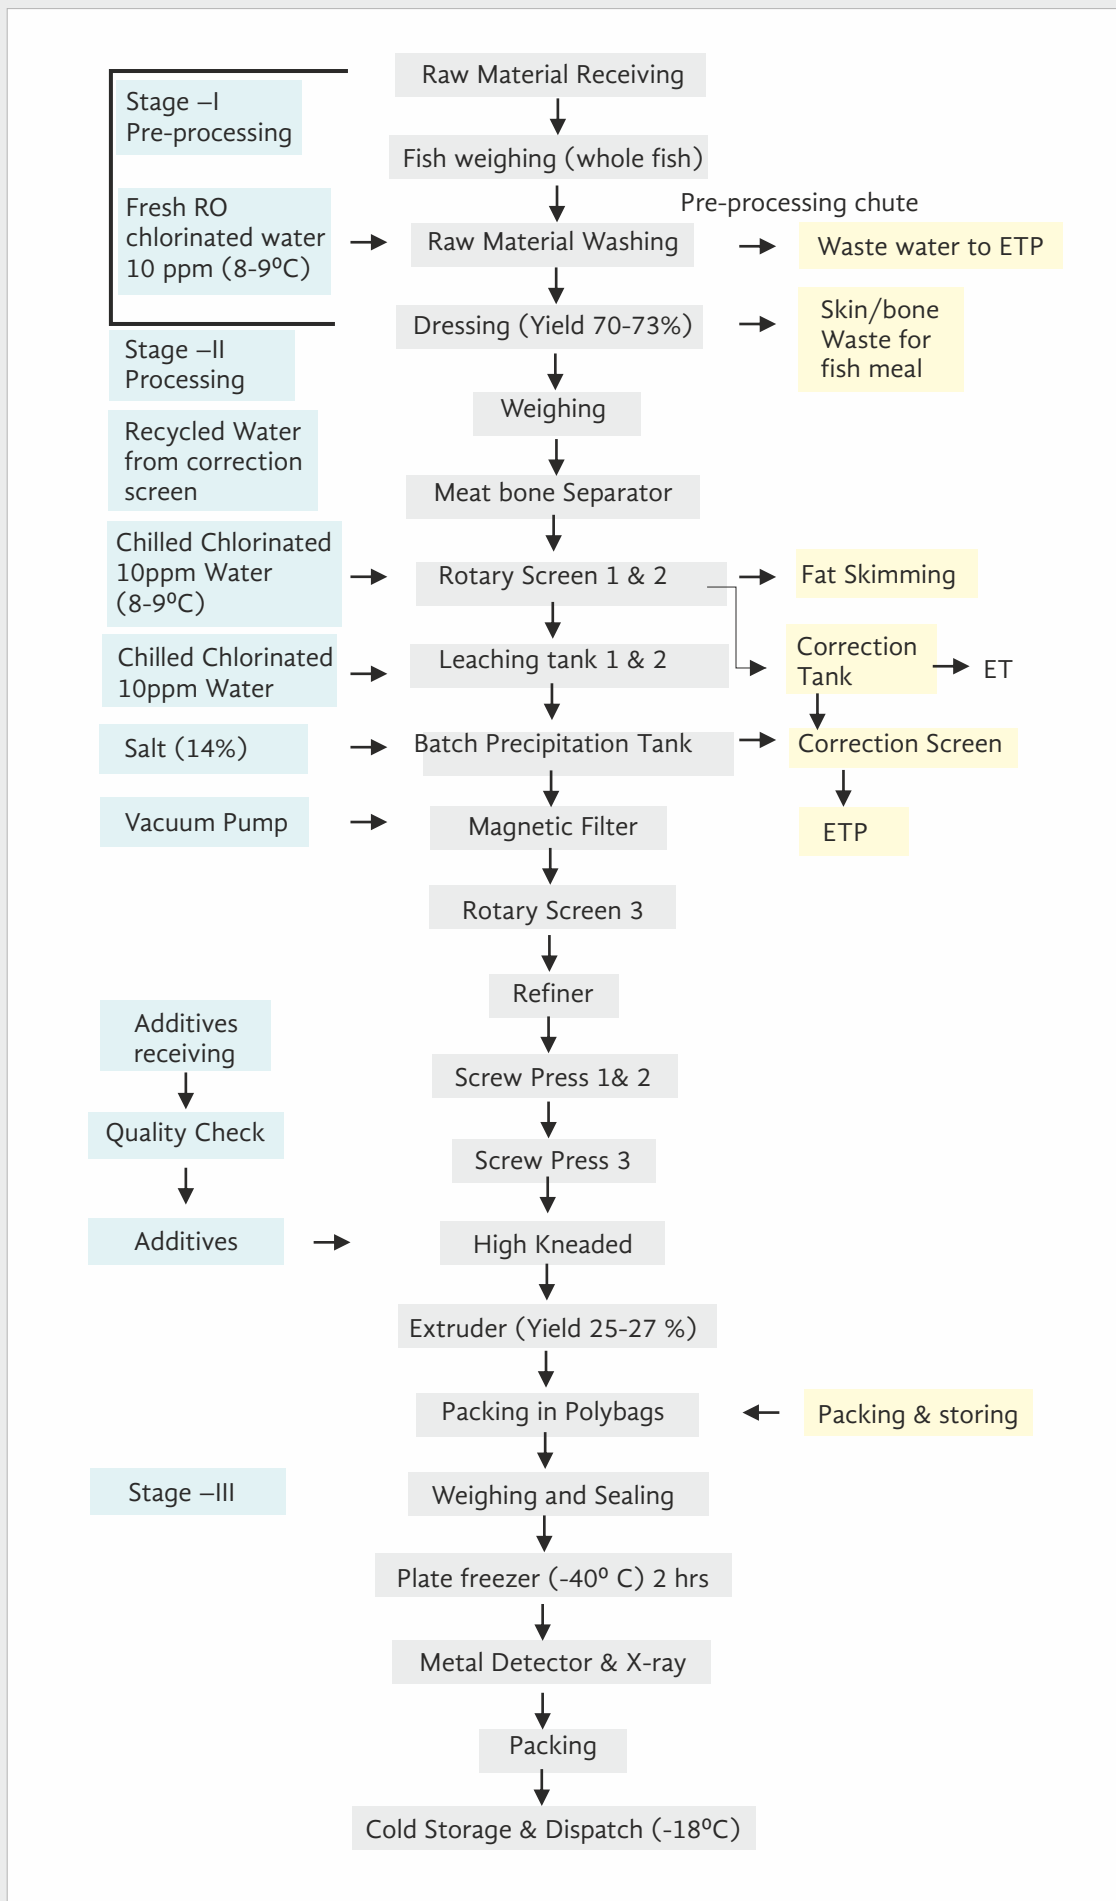 Raw Material Receiving
Stage –I
Pre-processing
Fish weighing (whole fish)
Pre-processing chute
Fresh RO
chlorinated water
10 ppm (8-9⁰C)
Raw Material Washing
Waste water to ETP
Dressing (Yield 70-73%)
Skin/bone
Waste for
fish meal
Stage –II
Processing
Weighing
Recycled Water
from correction
screen
Meat bone Separator
Chilled Chlorinated
10ppm Water
(8-9⁰C)
Rotary Screen 1 & 2
Fat Skimming
Chilled Chlorinated
10ppm Water
Leaching tank 1 & 2
Correction
Tank
ET
Salt (14%)
Batch Precipitation Tank
Correction Screen
Vacuum Pump
Magnetic Filter
ETP
Rotary Screen 3
Refiner
Additives
receiving
Screw Press 1& 2
Quality Check
Screw Press 3
Additives
High Kneaded
Extruder (Yield 25-27 %)
Packing in Polybags
Packing & storing
Stage –III
Weighing and Sealing
Plate freezer (-40⁰ C) 2 hrs
Metal Detector & X-ray
Packing
Cold Storage & Dispatch (-18⁰C)